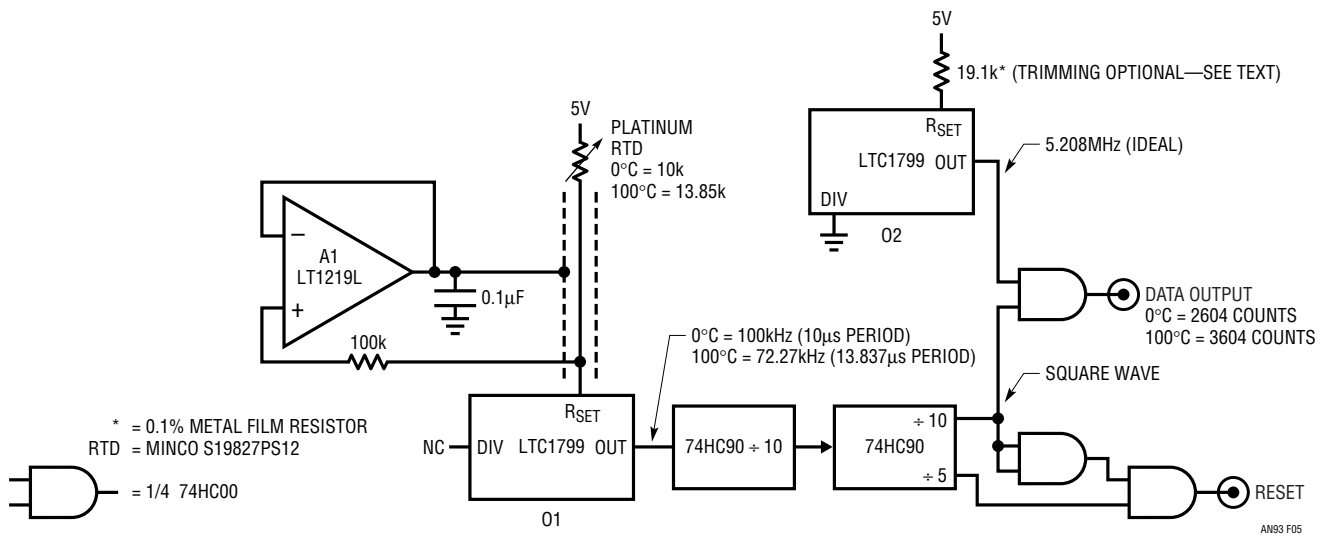 5V
19.1k* (TRIMMING OPTIONAL—SEE TEXT)
RSET
LTC1799 OUT
DIV
O2
5.208MHz (IDEAL)
5V
PLATINUM
RTD
0°C = 10k
100°C = 13.85k
–
A1
LT1219L
+
0.1µF
100k
DATA OUTPUT
0°C = 2604 COUNTS
100°C = 3604 COUNTS
0°C = 100kHz (10µs PERIOD)
100°C = 72.27kHz (13.837µs PERIOD)
SQUARE WAVE
RSET
NC
DIV LTC1799 OUT
O1
74HC90 ÷ 10
÷ 10
74HC90
÷ 5
RESET
* = 0.1% METAL FILM RESISTOR
RTD = MINCO S19827PS12
= 1/4 74HC00
AN93 F05